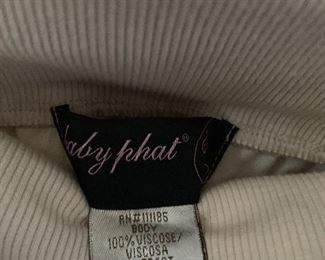 baby phat®
RN#111185
BODY
100% VISCOSE/
VISCOSA